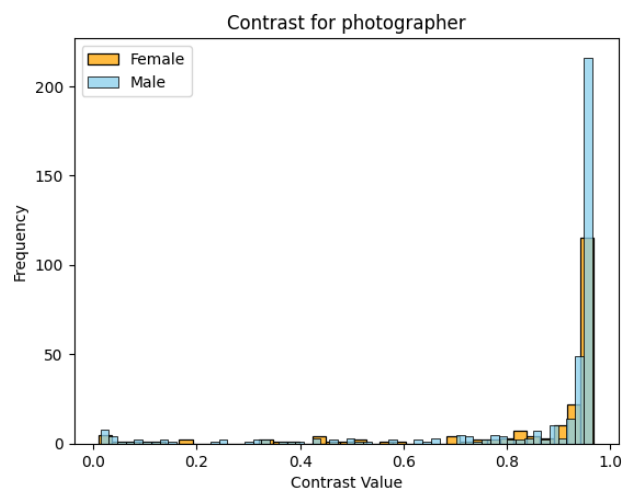 Contrast for photographer
Female
Male
Frequency
200
150
100
50
0
0.0 0.2 0.4 0.6 0.8 1.0
Contrast Value